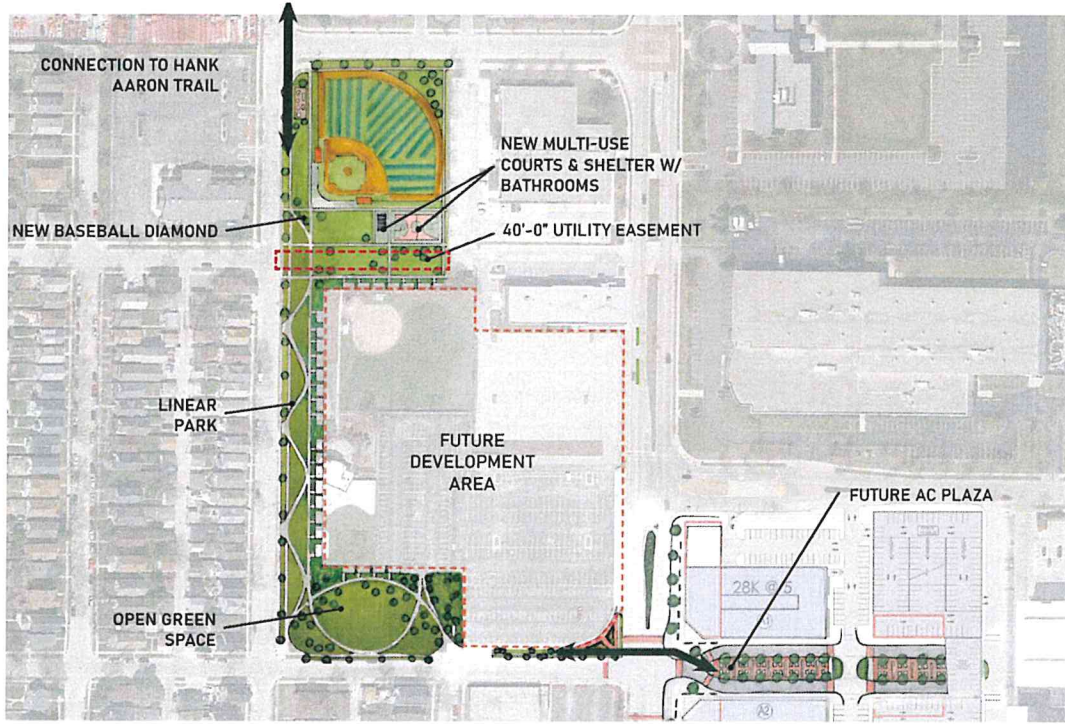 CONNECTION TO HANK
AARON TRAIL
NEW MULTI-USE
COURTS & SHELTER W/
BATHROOMS
NEW BASEBALL DIAMOND
40'-0" UTILITY EASEMENT
LINEAR
PARK
FUTURE
DEVELOPMENT
AREA
FUTURE AC PLAZA
28K @ 5
OPEN GREEN
SPACE